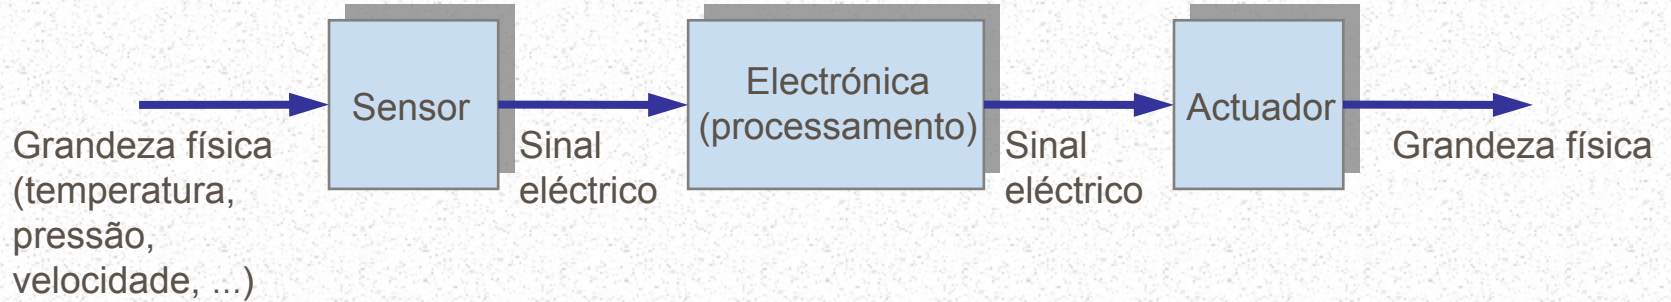 Grandeza física
(temperatura,
pressão,
velocidade, ...)
Sensor
Sinal
eléctrico
Electrónica
(processamento)
Sinal
eléctrico
Actuador
Grandeza física